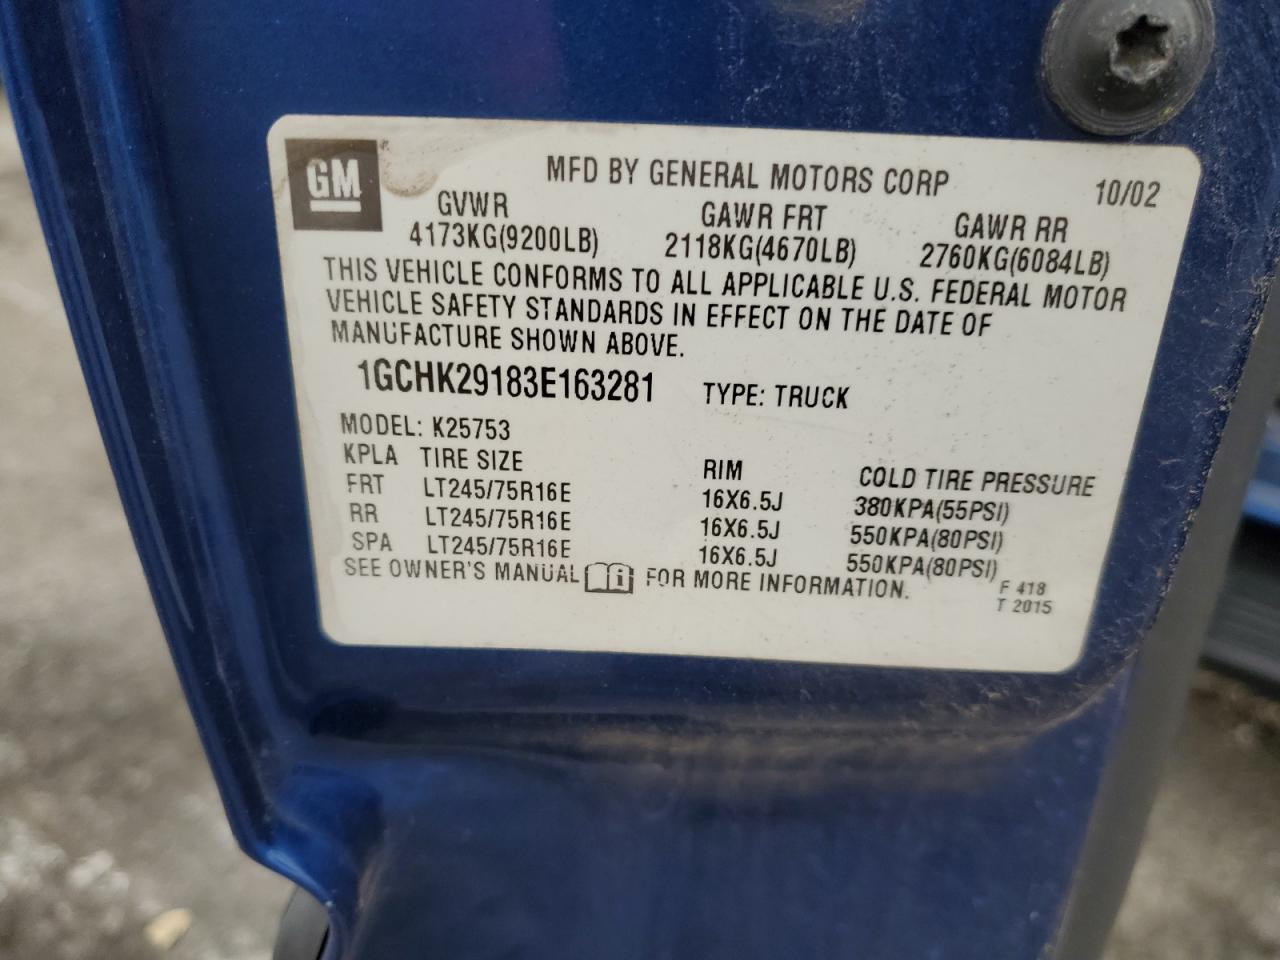 GM
MFD BY GENERAL MOTORS CORP 10/02
GVWR GAWR FRT GAWR RR
4173KG(9200LB) 2118KG(4670LB) 2760KG(6084LB)
THIS VEHICLE CONFORMS TO ALL APPLICABLE U.S. FEDERAL MOTOR
VEHICLE SAFETY STANDARDS IN EFFECT ON THE DATE OF
MANUFACTURE SHOWN ABOVE.
1GCHK29183E163281 TYPE: TRUCK
MODEL: K25753
KPLA TIRE SIZE RIM COLD TIRE PRESSURE
FRT LT245/75R16E 16X6.5J 380KPA(55PSI)
RR LT245/75R16E 16X6.5J 550KPA(80PSI)
SPA LT245/75R16E 16X6.5J 550KPA(80PSI)
SEE OWNER'S MANUAL FOR MORE INFORMATION.
F 418
T 2015